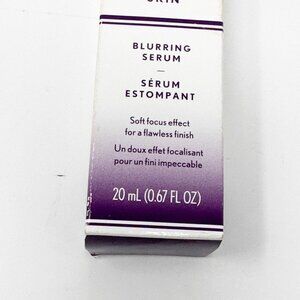 SKIN
BLURRING
SERUM
—
SÉRUM
ESTOMPANT
Soft focus effect
for a flawless finish
Un doux effet focalisant
pour un fini impeccable
20 mL (0.67 FL OZ)